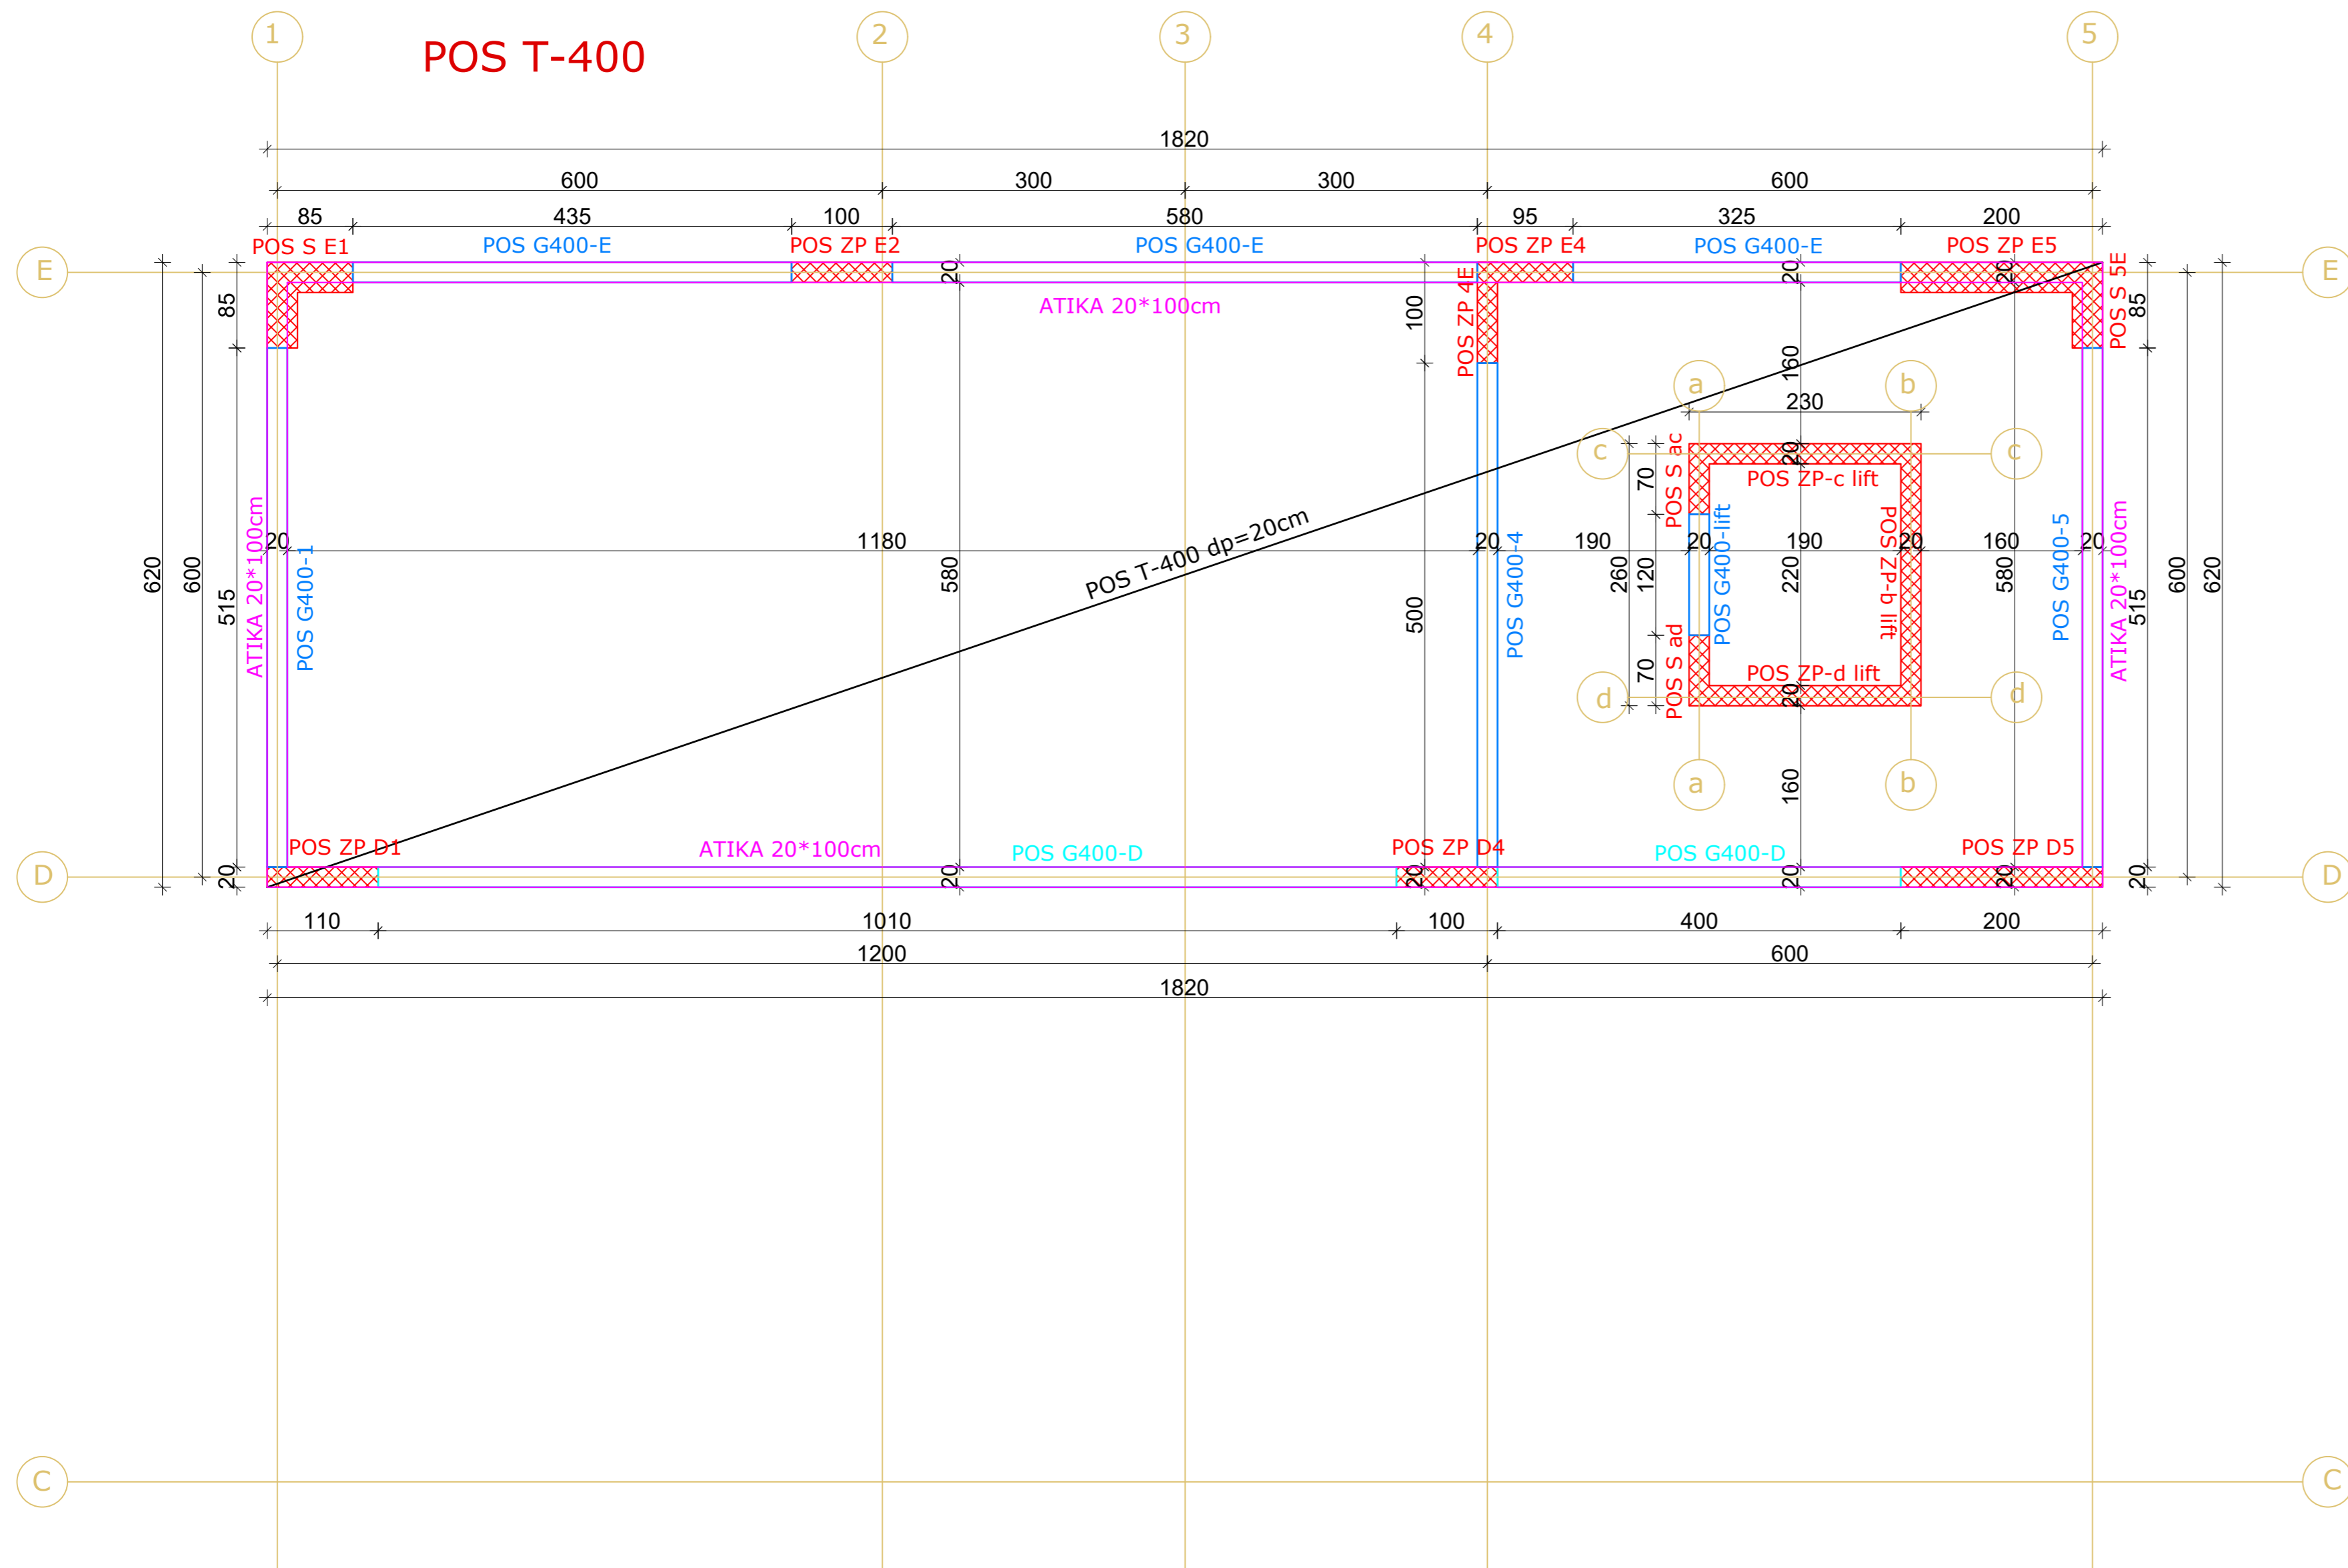 1 2 3 4 5
POS T-400
1820
600 300 300 600
85 435 100 580 95 325 200
POS S E1 POS G400-E POS ZP E2 POS G400-E POS ZP E4 POS G400-E POS ZP E5
E 20 20 20 E
ATIKA 20*100cm
POS ZP 4E
POS S 5E
85 100 85
160
a b
230
c c
20
POS S ac
70
POS ZP-c lift
POS T-400 dp=20cm
ATIKA 20*100cm
POS G400-1
POS G400-4
POS G400-lift
POS ZP-b lift
POS G400-5
ATIKA 20*100cm
20 1180 20 190 20 190 20 160 20
620 600 515 580 500 260 120 220 580 515 600 620
POS S ad
70
POS ZP-d lift
20
d d
a b
160
POS ZP D1 ATIKA 20*100cm POS G400-D POS ZP D4 POS G400-D POS ZP D5
D 20 20 20 20 20 20 D
110 1010 100 400 200
1200 600
1820
C C